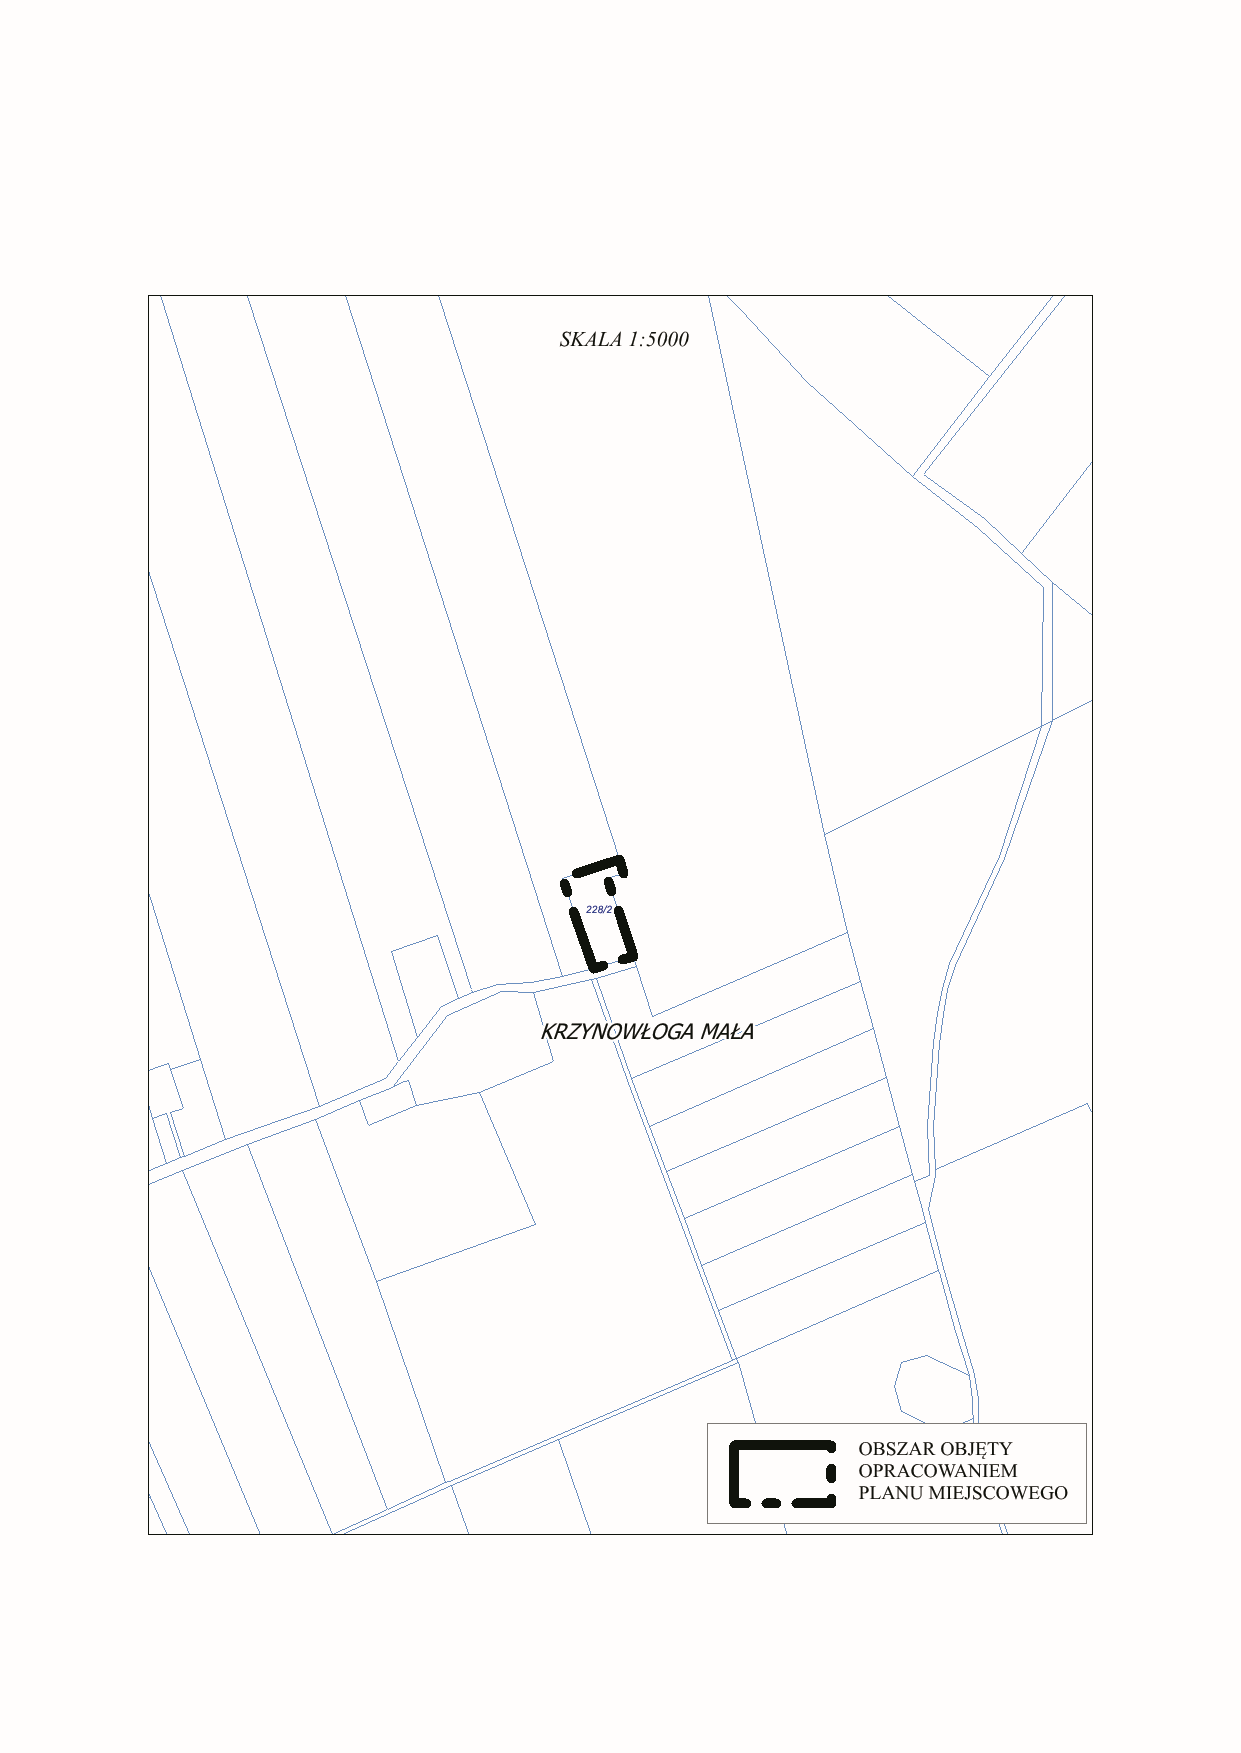 SKALA 1:5000
228/2
KRZYNOWŁOGA MAŁA
OBSZAR OBJĘTY
OPRACOWANIEM
PLANU MIEJSCOWEGO